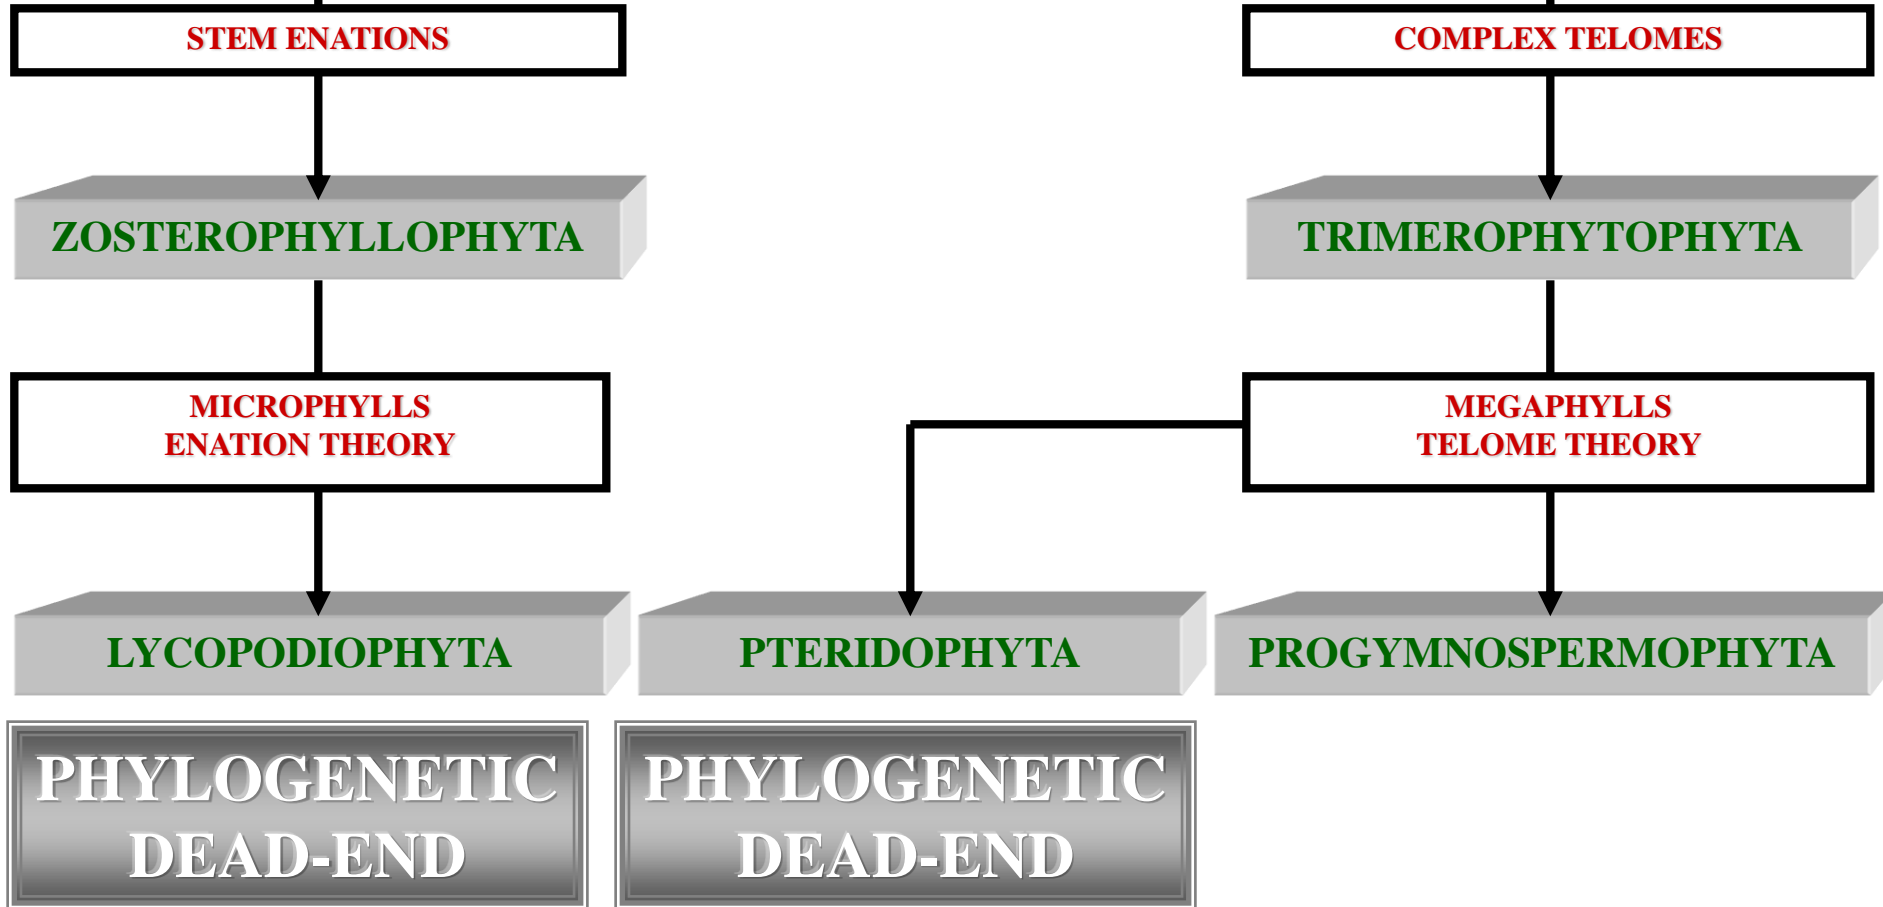 STEM ENATIONS
COMPLEX TELOMES
ZOSTEROPHYLLOPHYTA
TRIMEROPHYTOPHYTA
MICROPHYLLS
ENATION THEORY
MEGAPHYLLS
TELOME THEORY
LYCOPODIOPHYTA
PTERIDOPHYTA
PROGYMNOSPERMOPHYTA
PHYLOGENETIC
DEAD-END
PHYLOGENETIC
DEAD-END